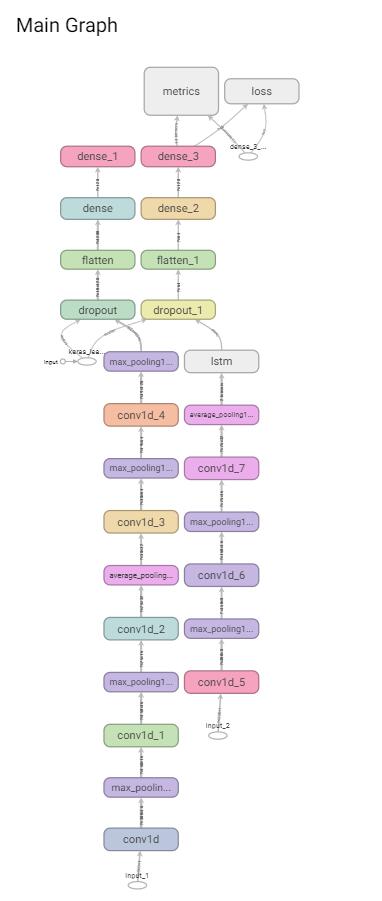 Main Graph
metrics
loss
dense_1
dense_3
dense_3_...
dense
dense_2
flatten
flatten_1
dropout
dropout_1
keras_lea...
input
max_pooling1...
lstm
conv1d_4
average_pooling1...
max_pooling1...
conv1d_7
conv1d_3
max_pooling1...
average_pooling...
conv1d_6
conv1d_2
max_pooling1...
max_pooling1...
conv1d_5
input_2
conv1d_1
max_poolin...
conv1d
input_1